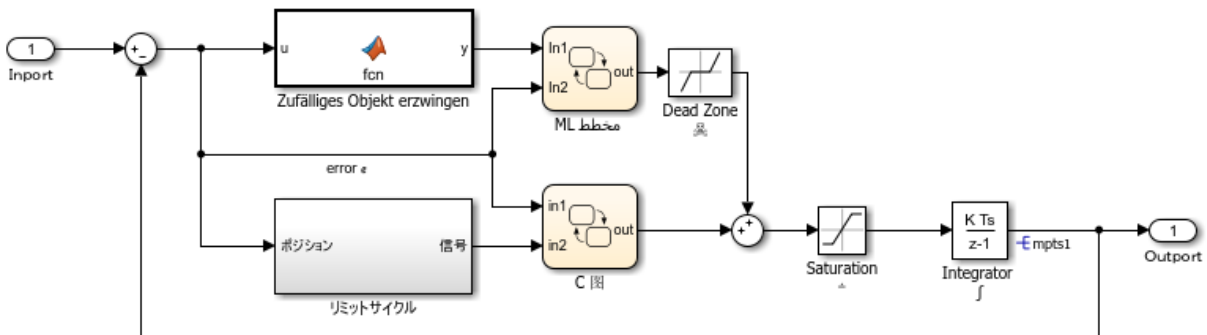 1
Inport
u
y
fcn
Zufälliges Objekt erzwingen
In1
In2
out
ML مخطط
Dead Zone
error e
ポジション
信号
リミットサイクル
in1
in2
out
C 图
Saturation
K Ts
z-1
mpts1
Integrator
∫
1
Outport